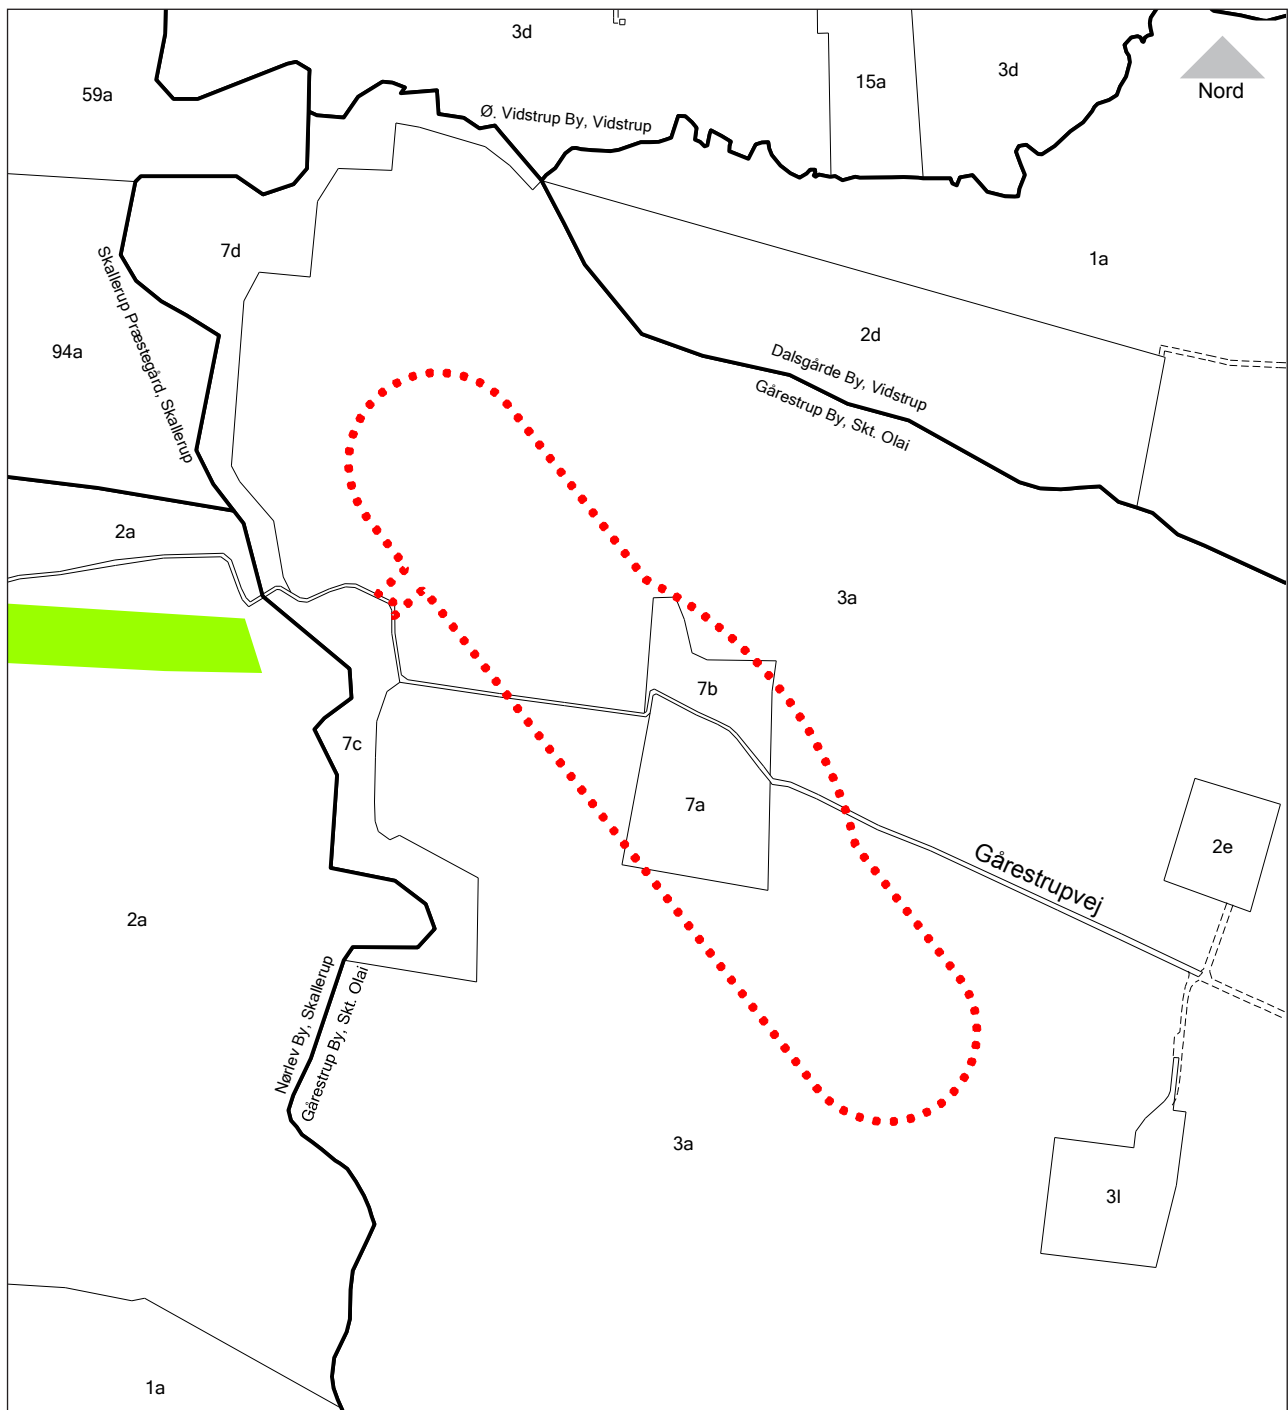 3d
15a
3d
Nord
59a
Ø. Vidstrup By, Vidstrup
7d
1a
Skallerup Præstegård, Skallerup
94a
2d
Dalsgårde By, Vidstrup
Gårestrup By, Skt. Olai
2a
3a
7b
7c
7a
2e
Gårestrupvej
2a
Nørlev By, Skallerup
Gårestrup By, Skt. Olai
3a
3l
1a